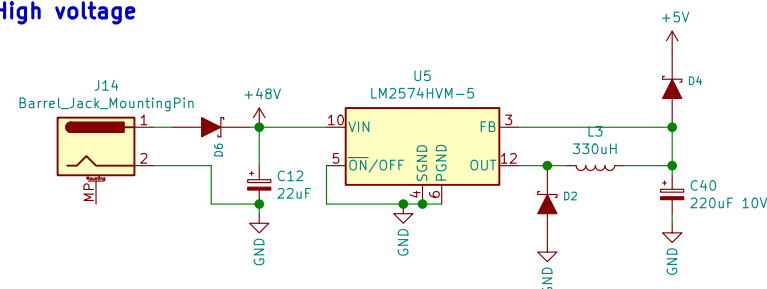 High voltage
+5V
J14
Barrel_Jack_MountingPin
+48V
U5
LM2574HVM-5
D4
1
D6
10
VIN
FB
3
L3
330uH
2
5
ON/OFF
SGND
PGND
OUT
12
D2
C12
22uF
C40
220uF 10V
Mounting
MP
4
6
GND
GND
GND
GND